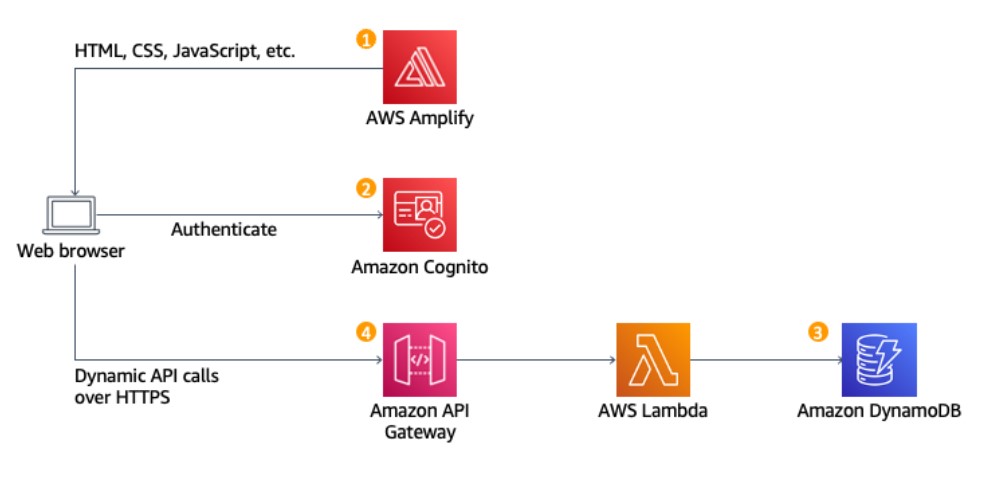 HTML, CSS, JavaScript, etc.
1
AWS Amplify
2
Authenticate
Web browser
Amazon Cognito
4
</>
3
Dynamic API calls
over HTTPS
Amazon API
Gateway
AWS Lambda
Amazon DynamoDB